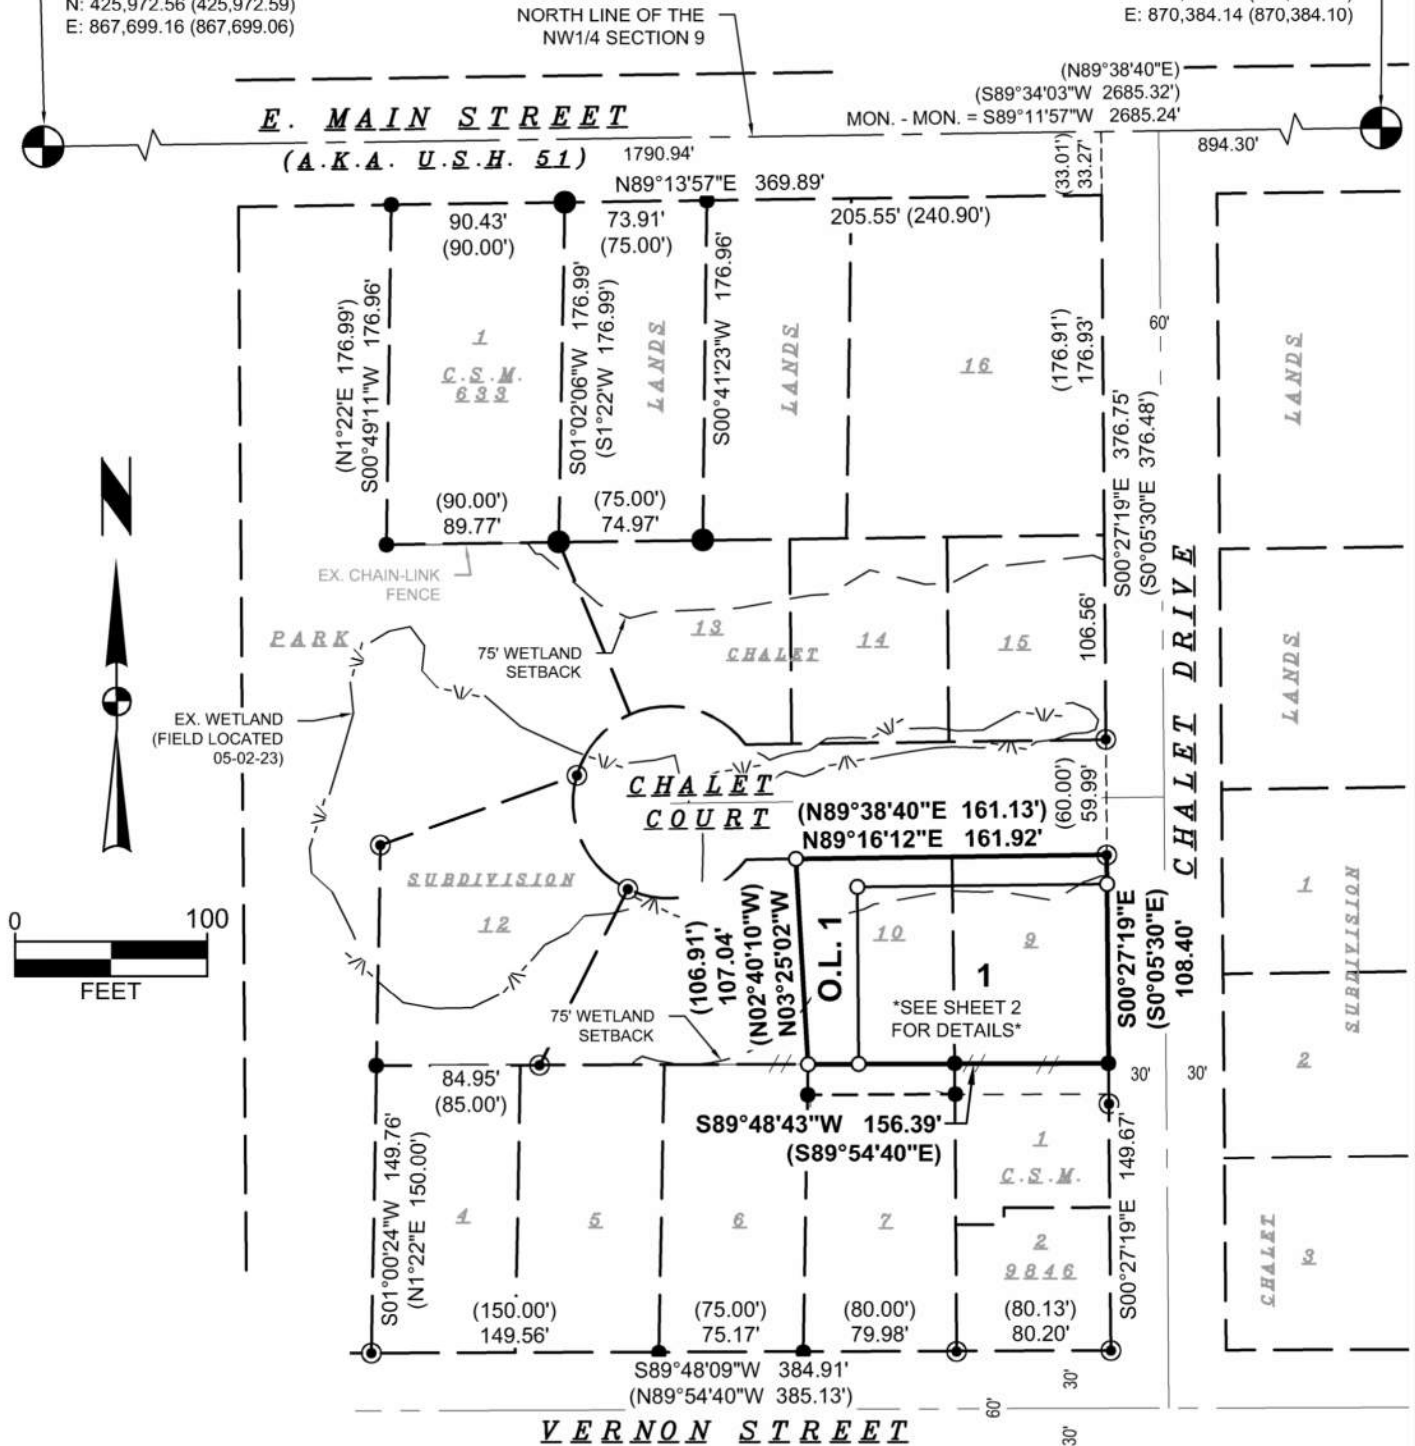 N: 425,972.56 (425,972.59)
E: 867,699.16 (867,699.06)
NORTH LINE OF THE
NW1/4 SECTION 9
E: 870,384.14 (870,384.10)
(N89°38'40"E)
(S89°34'03"W 2685.32')
MON. - MON. = S89°11'57"W 2685.24'
E. MAIN STREET
(A.K.A. U.S.H. 51)
1790.94'
894.30'
(33.01')
33.27'
N89°13'57"E 369.89'
90.43'
(90.00')
73.91'
(75.00')
205.55' (240.90')
(N1°22'E 176.99')
S00°49'11"W 176.96'
1
C.S.M.
633
S01°02'06"W 176.99'
(S1°22'W 176.99')
LANDS
S00°41'23"W 176.96'
LANDS
16
(176.91')
176.93'
60'
S00°27'19"E 376.75'
(S0°05'30"E 376.48')
LANDS
N
(90.00')
89.77'
(75.00')
74.97'
EX. CHAIN-LINK
FENCE
PARK
75' WETLAND
SETBACK
13
CHALET
14
15
106.56'
CHALET DRIVE
LANDS
EX. WETLAND
(FIELD LOCATED
05-02-23)
CHALET
COURT
(60.00')
59.99'
(N89°38'40"E 161.13')
N89°16'12"E 161.92'
SUBDIVISION
12
0 100
FEET
(106.91')
107.04'
(N02°40'10"W)
N03°25'02"W
O.L. 1
10
9
1
*SEE SHEET 2
FOR DETAILS*
S00°27'19"E
(S0°05'30"E)
108.40'
1
SUBDIVISION
2
75' WETLAND
SETBACK
30'
30'
84.95'
(85.00')
S89°48'43"W 156.39'
(S89°54'40"E)
S01°00'24"W 149.76'
(N1°22'E 150.00')
4
5
6
7
1
C.S.M.
2
9846
S00°27'19"E 149.67'
CHALET
3
(150.00')
149.56'
(75.00')
75.17'
(80.00')
79.98'
(80.13')
80.20'
S89°48'09"W 384.91'
(N89°54'40"W 385.13')
30'
60'
30'
VERNON STREET